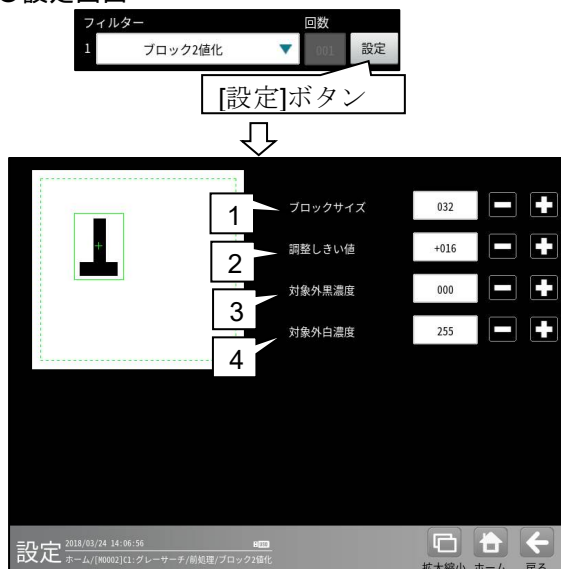 フィルター 回数
1 ブロック2値化 001 設定
[設定]ボタン
1 ブロックサイズ 032
2 調整しきい値 +016
3 対象外黒濃度 000
4 対象外白濃度 255
設定 2018/03/24 14:06:56
ホーム/[M0002]C1:グレーサーチ/前処理/ブロック2値化
拡大縮小 ホーム 戻る